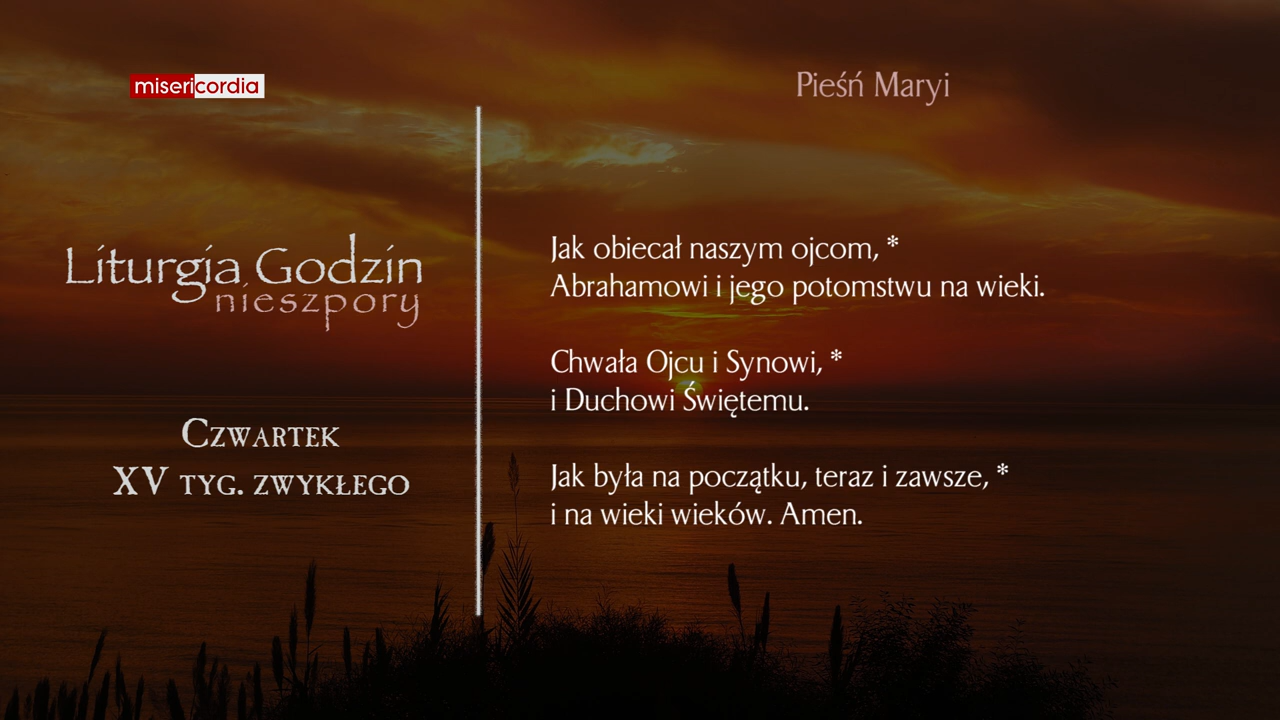 misericordia
Pieśń Maryi
Liturgia Godzin
nieszpory
Czwartek
XV tyg. zwykłego
Jak obiecał naszym ojcom, *
Abrahamowi i jego potomstwu na wieki.
Chwała Ojcu i Synowi, *
i Duchowi Świętemu.
Jak była na początku, teraz i zawsze, *
i na wieki wieków. Amen.